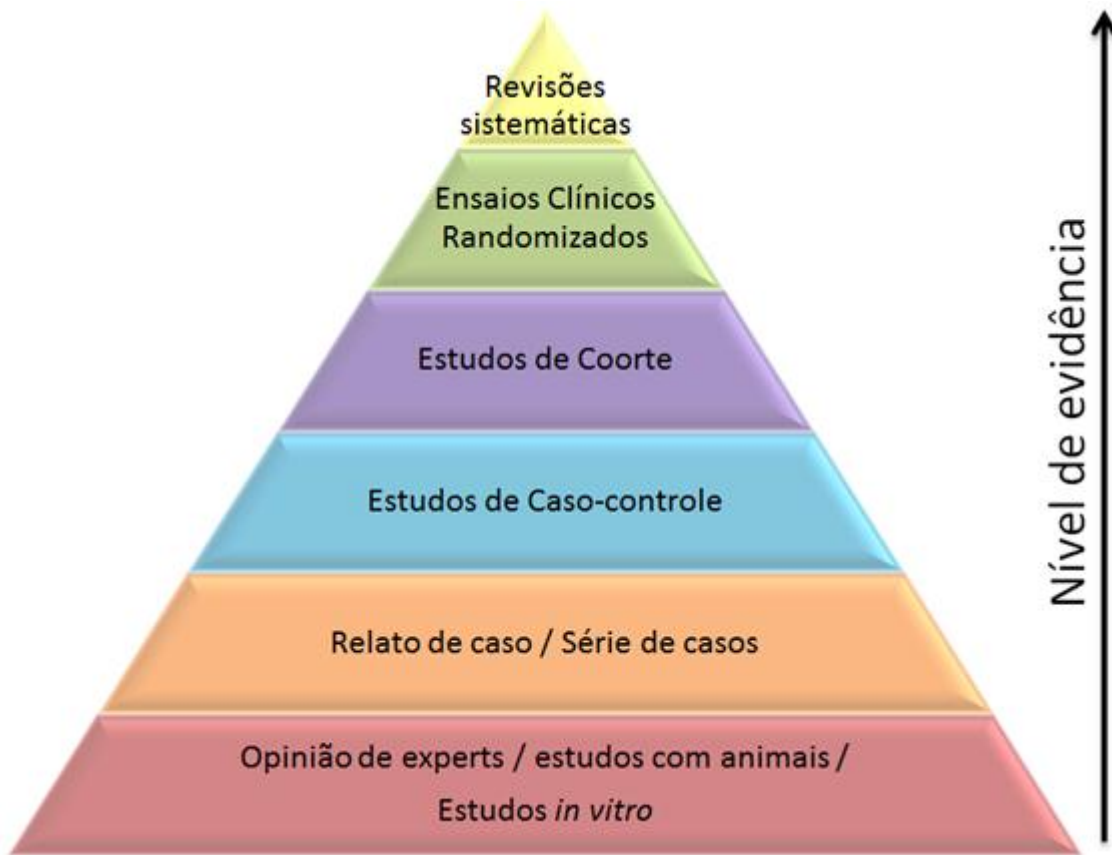 Revisões
sistemáticas
Ensaios Clínicos
Randomizados
Estudos de Coorte
Estudos de Caso-controle
Relato de caso / Série de casos
Opinião de experts / estudos com animais /
Estudos in vitro
Nível de evidência